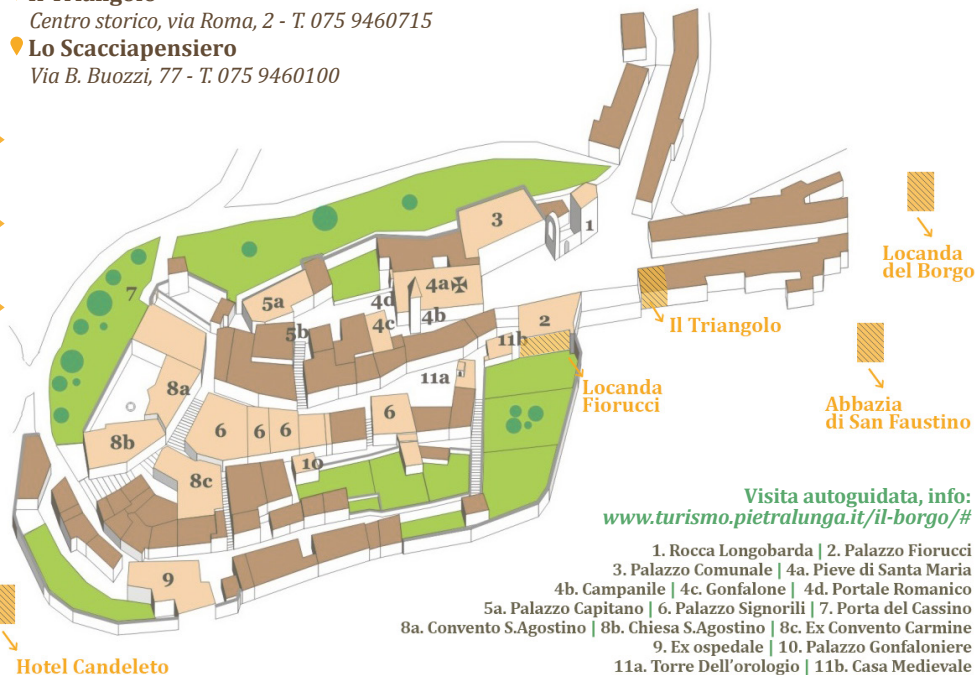 Il Triangolo
Centro storico, via Roma, 2 - T. 075 9460715
Lo Scacciapensiero
Via B. Buozzi, 77 - T. 075 9460100
3
1
Locanda
del Borgo
4a
7
5a
4d
5b
4c
4b
2
Il Triangolo
11b
11a
8a
Locanda
Fiorucci
Abbazia
di San Faustino
6
6
6
6
8b
10
8c
9
Hotel Candeleto
Visita autoguidata, info:
www.turismo.pietralunga.it/il-borgo/#
1. Rocca Longobarda | 2. Palazzo Fiorucci
3. Palazzo Comunale | 4a. Pieve di Santa Maria
4b. Campanile | 4c. Gonfalone | 4d. Portale Romanico
5a. Palazzo Capitano | 6. Palazzo Signorili | 7. Porta del Cassino
8a. Convento S.Agostino | 8b. Chiesa S.Agostino | 8c. Ex Convento Carmine
9. Ex ospedale | 10. Palazzo Gonfaloniere
11a. Torre Dell'orologio | 11b. Casa Medievale